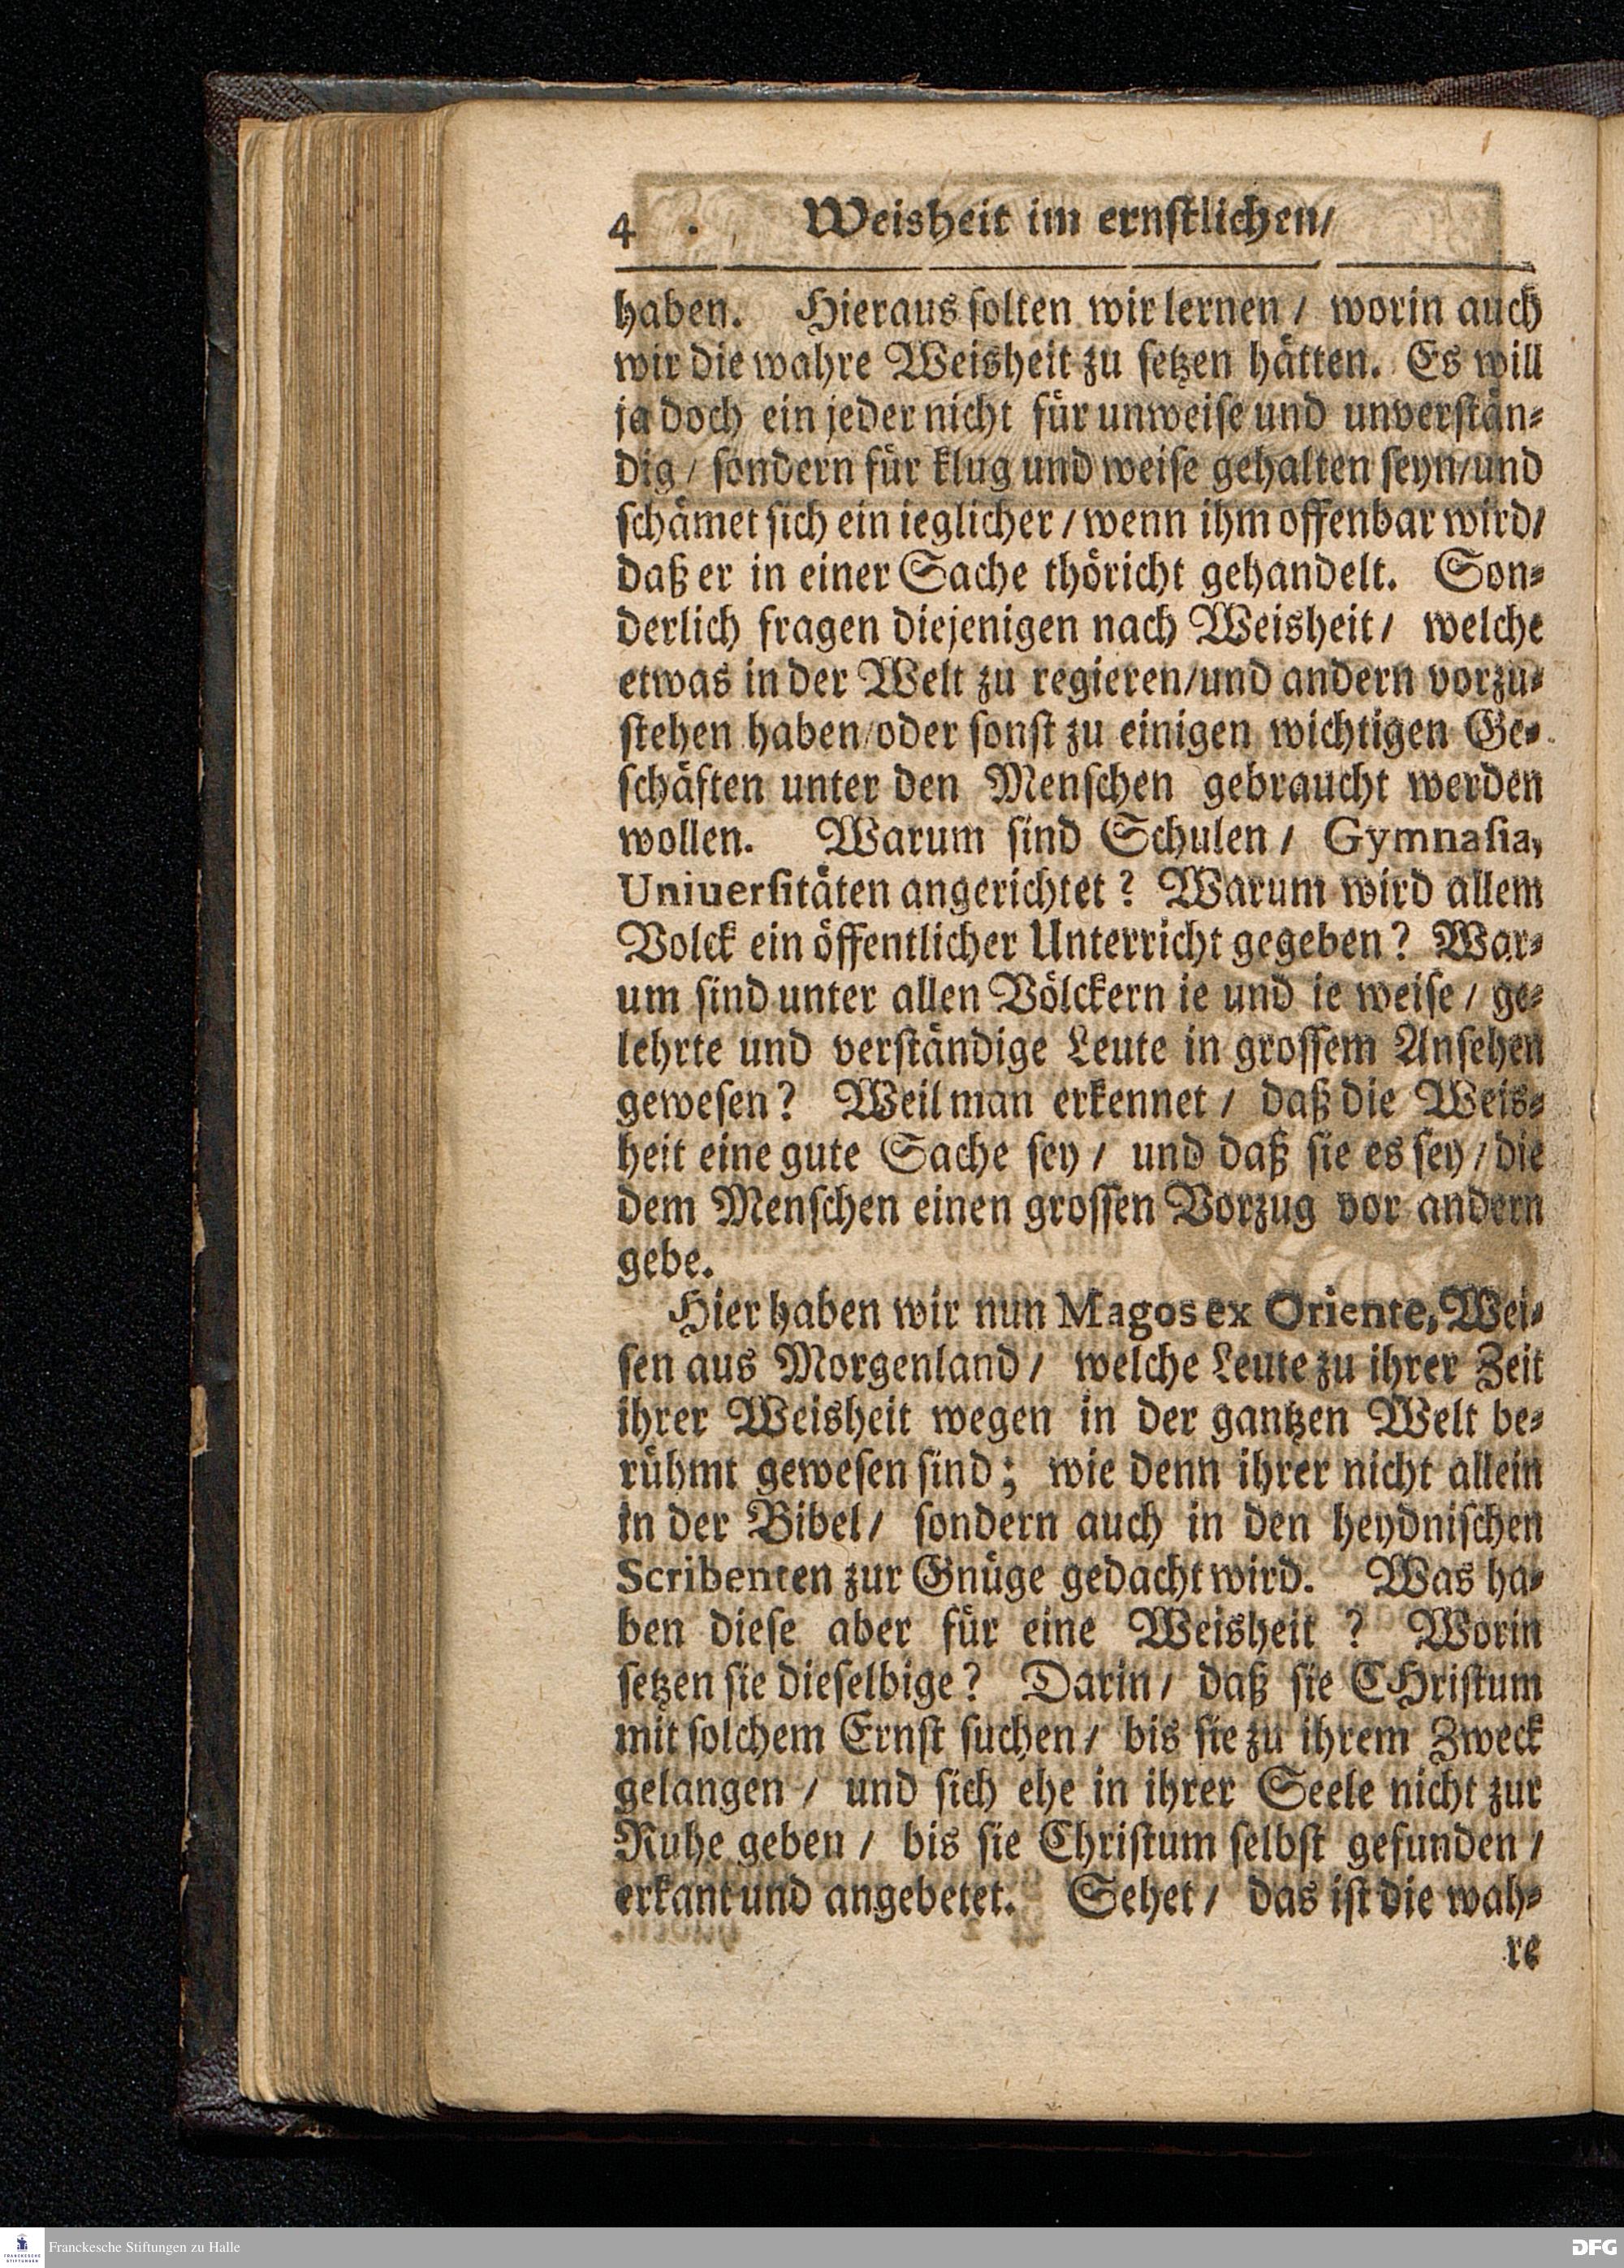 4 Weisheit im ernstlichen/
haben. Hieraus solten wir lernen / worin auch
wir die wahre Weisheit zu setzen hätten. Es will
ja doch ein jeder nicht für unweise und unverstän-
dig / sondern für klug und weise gehalten seyn/und
schämet sich ein ieglicher / wenn ihm offenbar wird/
daß er in einer Sache thöricht gehandelt. Son-
derlich fragen diejenigen nach Weisheit / welche
etwas in der Welt zu regieren/und andern vorzu-
stehen haben/oder sonst zu einigen wichtigen Ge-
schäften unter den Menschen gebraucht werden
wollen. Warum sind Schulen / Gymnasia,
Uniuersitäten angerichtet? Warum wird allem
Volck ein öffentlicher Unterricht gegeben? War-
um sind unter allen Völckern ie und ie weise / ge-
lehrte und verständige Leute in grossem Ansehen
gewesen? Weil man erkennet / daß die Weis-
heit eine gute Sache sey / und daß sie es sey / die
dem Menschen einen grossen Vorzug vor andern
gebe.
Hier haben wir nun Magos ex Oriente, Wei-
sen aus Morgenland / welche Leute zu ihrer Zeit
ihrer Weisheit wegen in der gantzen Welt be-
rühmt gewesen sind; wie denn ihrer nicht allein
in der Bibel / sondern auch in den heydnischen
Scribenten zur Gnüge gedacht wird. Was ha-
ben diese aber für eine Weisheit ? Worin
setzen sie dieselbige? Darin / daß sie CHristum
mit solchem Ernst suchen / bis sie zu ihrem Zweck
gelangen / und sich ehe in ihrer Seele nicht zur
Ruhe geben / bis sie Christum selbst gefunden /
erkant und angebetet. Sehet / das ist die wah-
re
FRANCKESCHE
STIFTUNGEN
Franckesche Stiftungen zu Halle
DFG